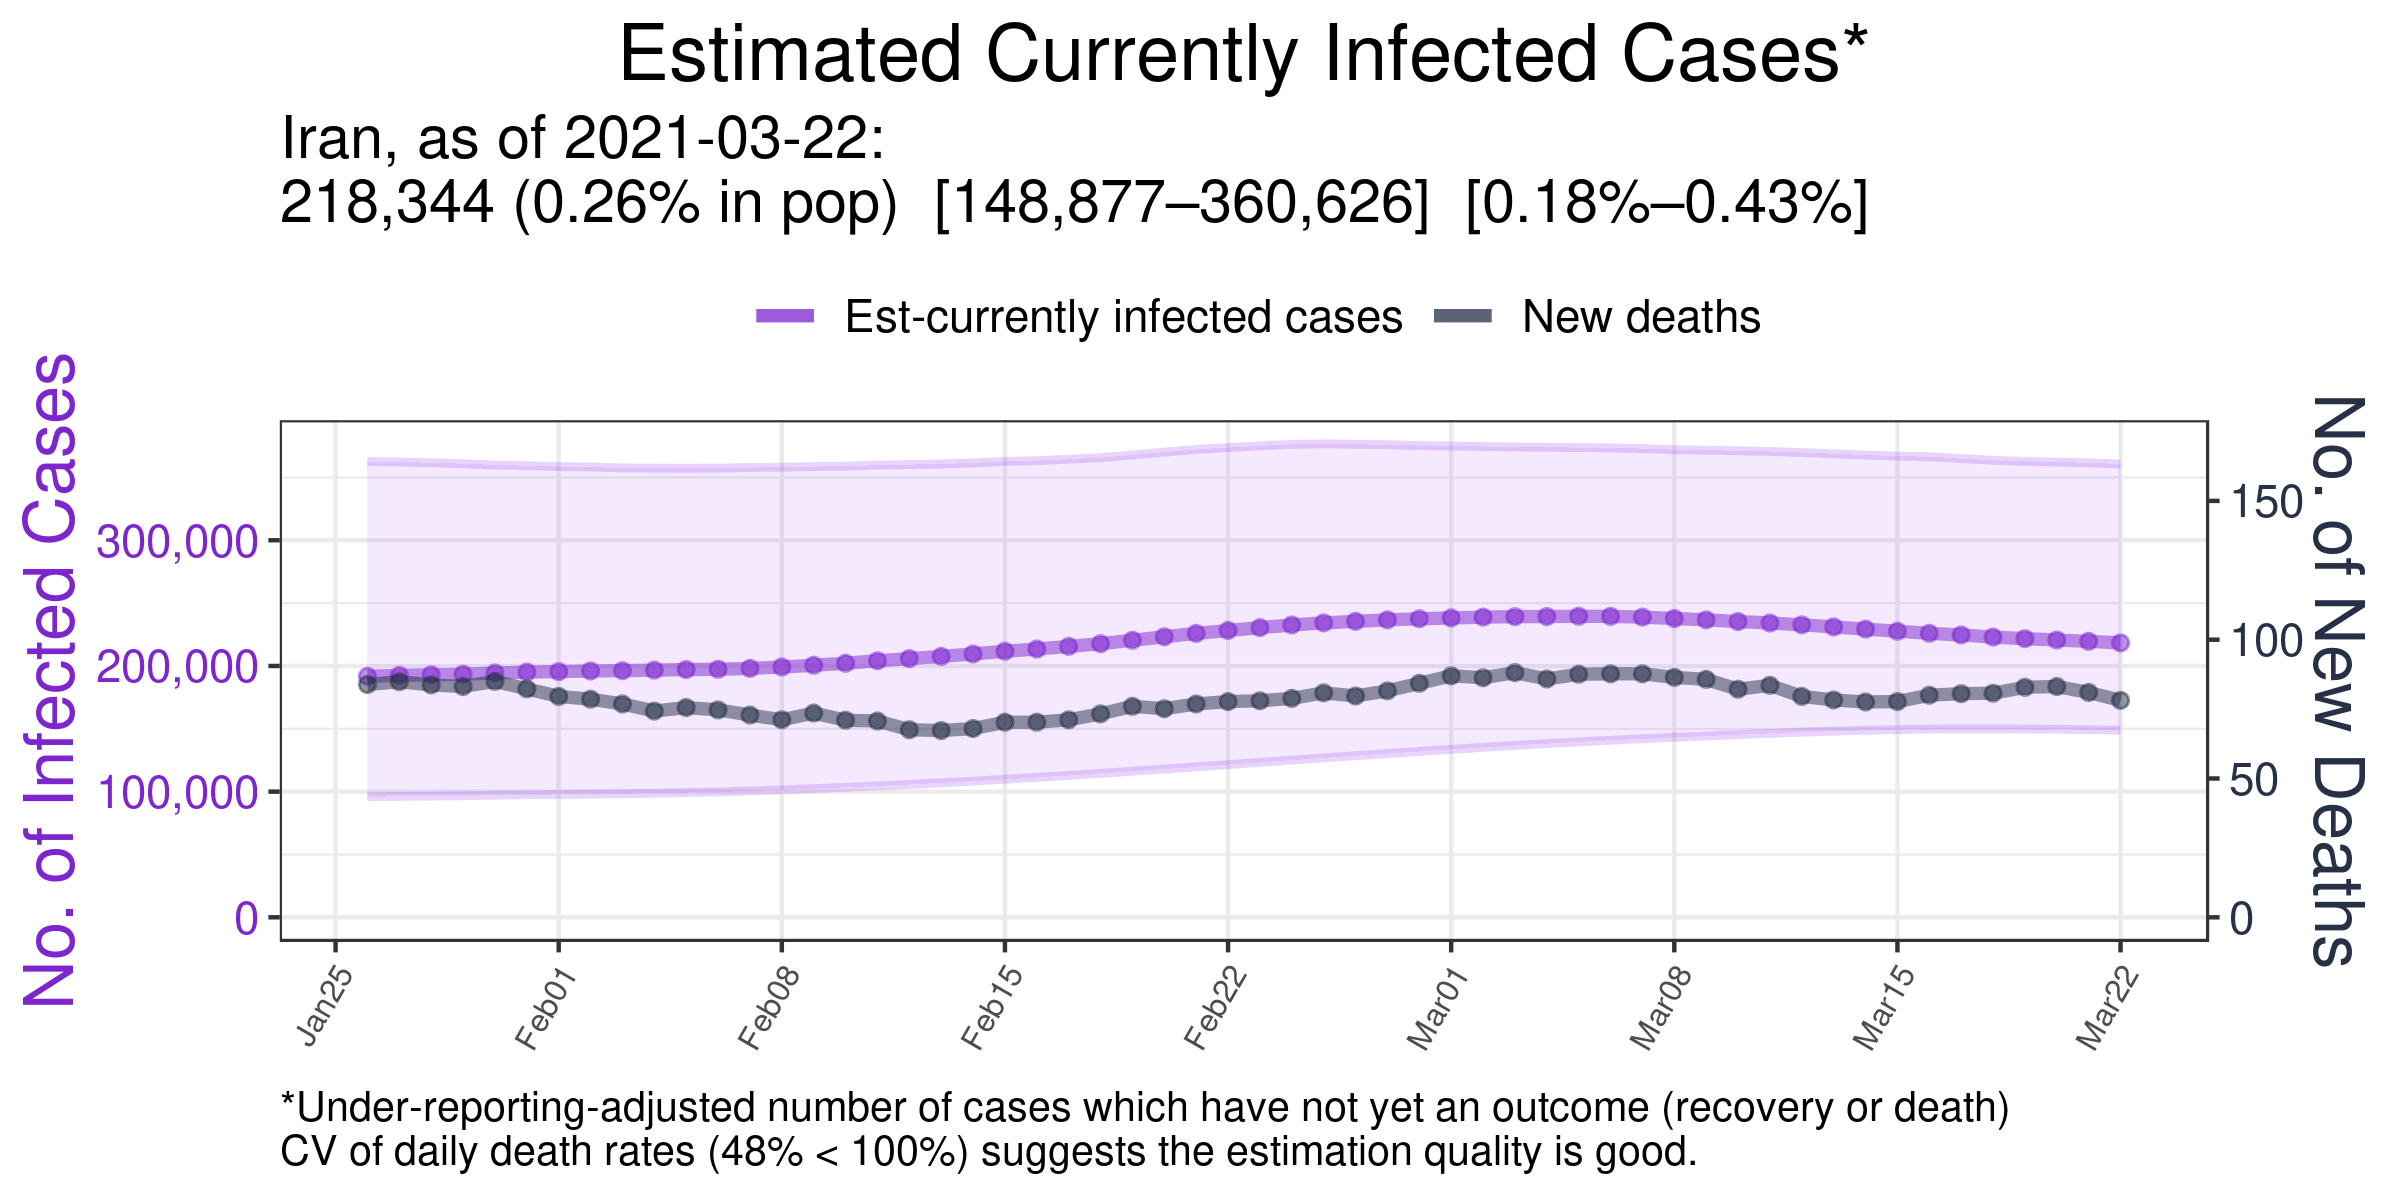 Estimated Currently Infected Cases*
Iran, as of 2021-03-22:
218,344 (0.26% in pop)  [148,877–360,626]  [0.18%–0.43%]
Est-currently infected cases
New deaths
No. of Infected Cases
300,000
200,000
100,000
0
150
100
50
0
No. of New Deaths
Jan25
Feb01
Feb08
Feb15
Feb22
Mar01
Mar08
Mar15
Mar22
*Under-reporting-adjusted number of cases which have not yet an outcome (recovery or death)
CV of daily death rates (48% < 100%) suggests the estimation quality is good.